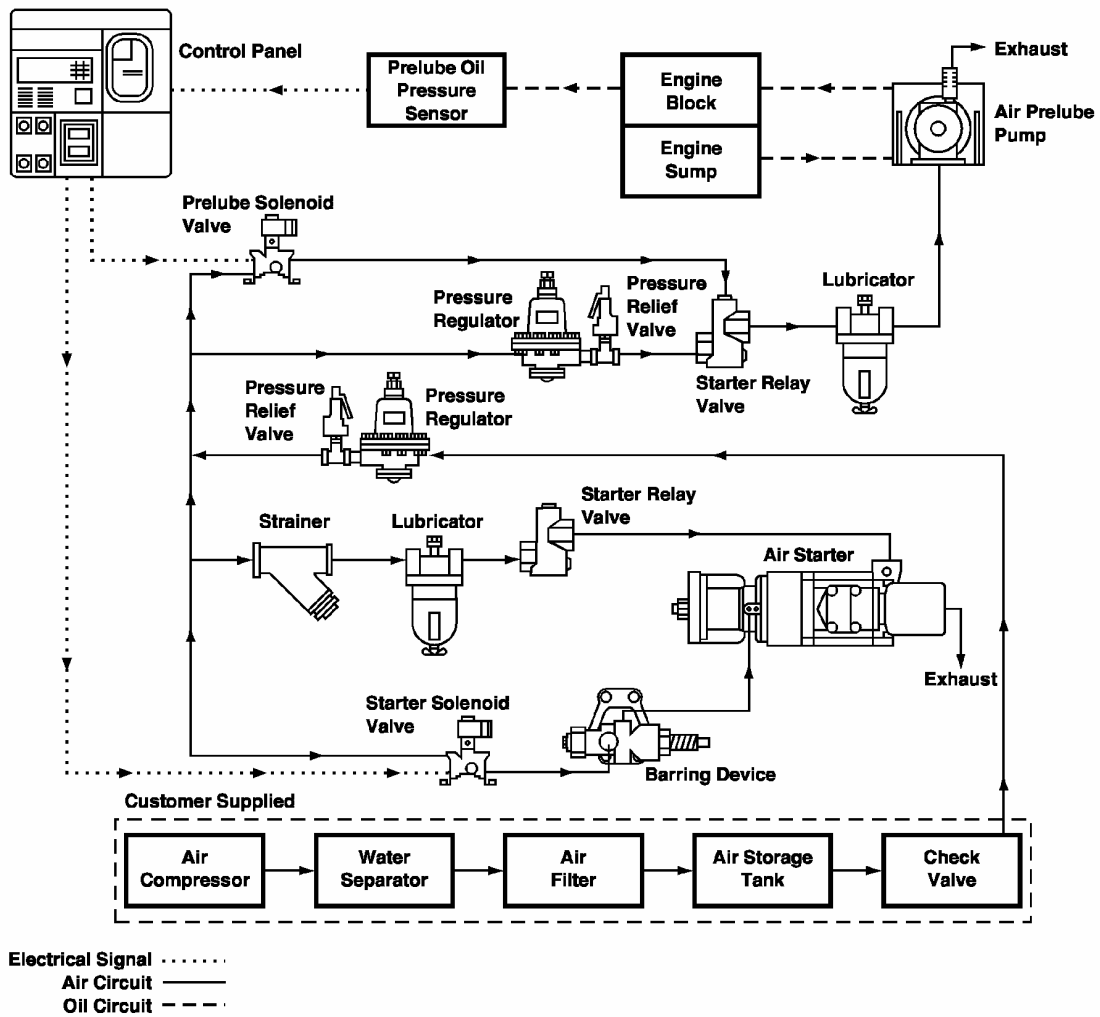 Control Panel
Prelube Oil
Pressure
Sensor
Engine
Block
Engine
Sump
Exhaust
Air Prelube
Pump
Prelube Solenoid
Valve
Pressure
Regulator
Pressure
Relief
Valve
Lubricator
Starter Relay
Valve
Pressure
Relief
Valve
Pressure
Regulator
Strainer
Lubricator
Starter Relay
Valve
Air Starter
Exhaust
Starter Solenoid
Valve
Barring Device
Customer Supplied
Air
Compressor
Water
Separator
Air
Filter
Air Storage
Tank
Check
Valve
Electrical Signal
Air Circuit
Oil Circuit